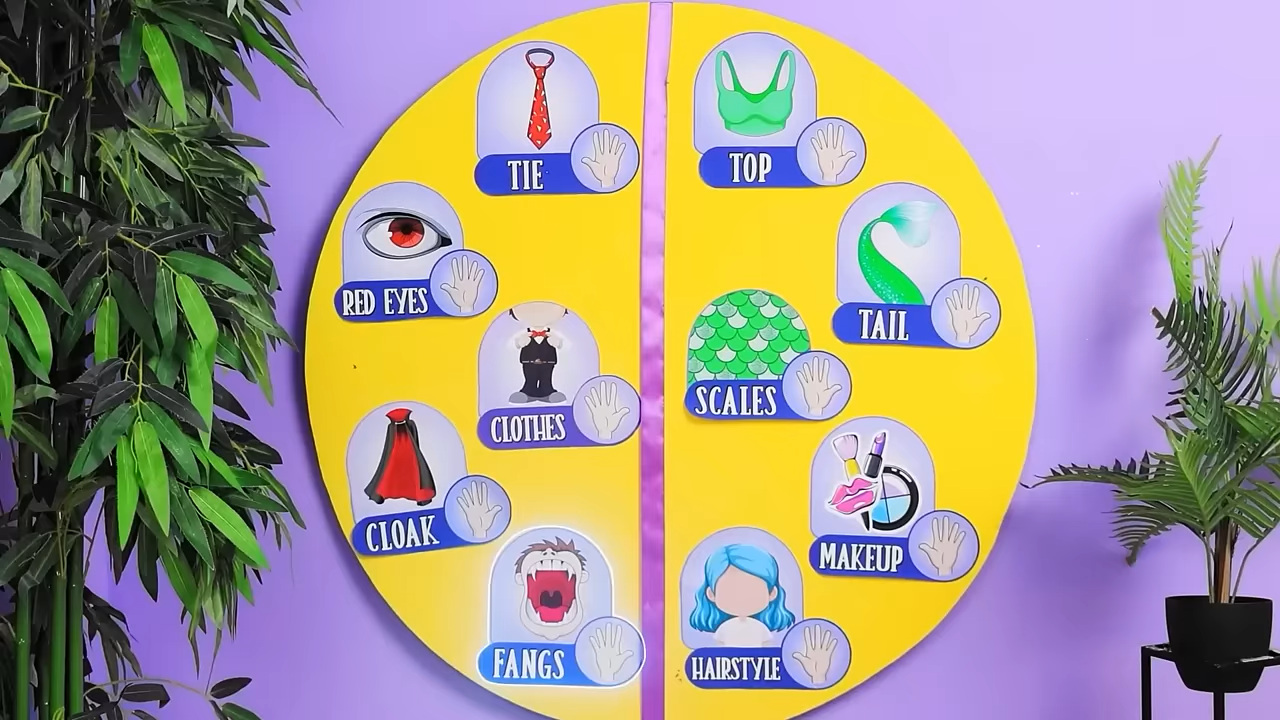 TIE
RED EYES
CLOTHES
CLOAK
FANGS
TOP
TAIL
SCALES
MAKEUP
HAIRSTYLE